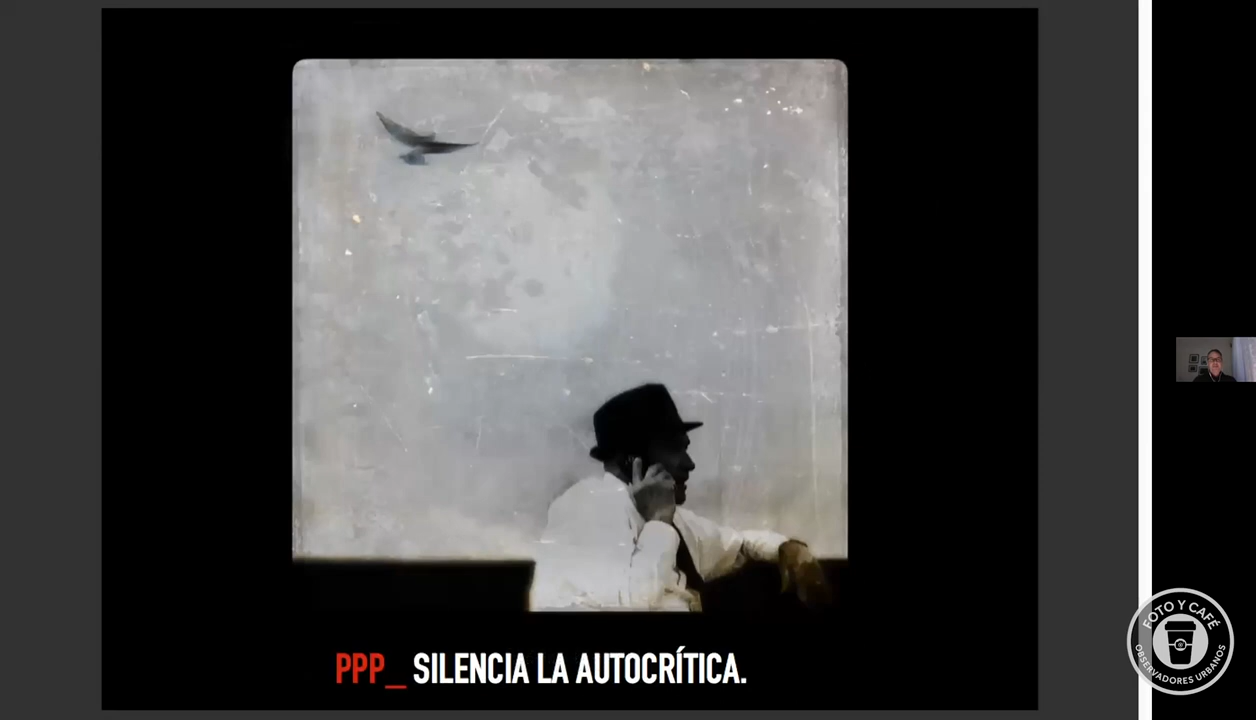 PPP_ SILENCIA LA AUTOCRÍTICA.
FOTO Y CAFÉ
OBSERVADORES URBANOS